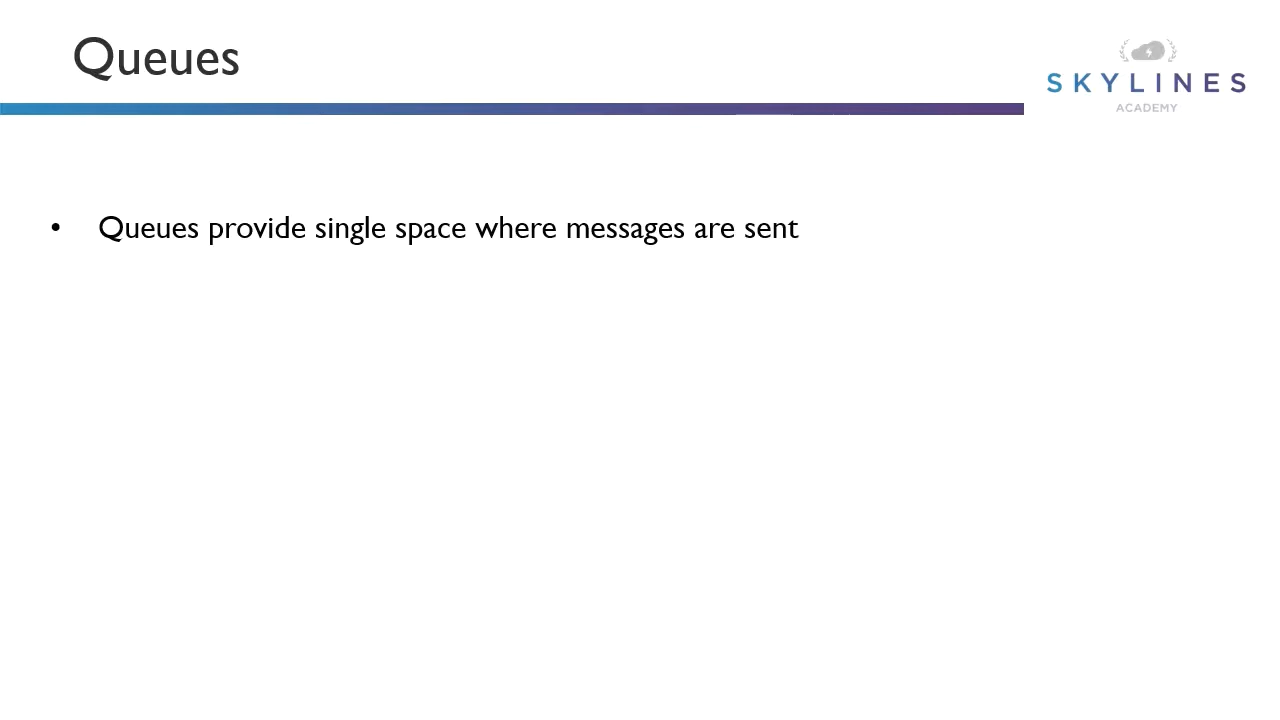 Queues
SKYLINES
ACADEMY
• Queues provide single space where messages are sent